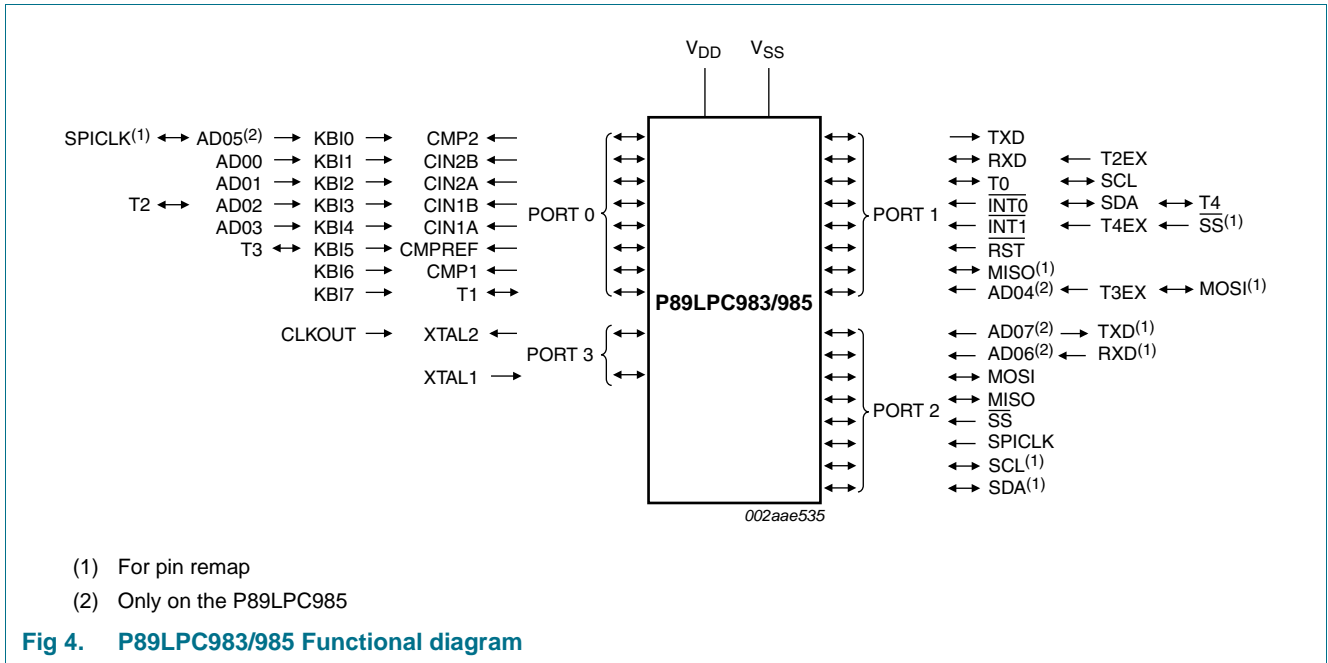 VDD VSS
SPICLK(1) AD05(2) KBI0 CMP2
AD00 KBI1 CIN2B
AD01 KBI2 CIN2A
T2 AD02 KBI3 CIN1B
AD03 KBI4 CIN1A
T3 KBI5 CMPREF
KBI6 CMP1
KBI7 T1
PORT 0
CLKOUT XTAL2
XTAL1
PORT 3
P89LPC983/985
PORT 1
TXD
RXD T2EX
T0 SCL
INT0 SDA T4
INT1 T4EX SS(1)
RST
MISO(1)
AD04(2) T3EX MOSI(1)
PORT 2
AD07(2) TXD(1)
AD06(2) RXD(1)
MOSI
MISO
SS
SPICLK
SCL(1)
SDA(1)
002aae535
(1) For pin remap
(2) Only on the P89LPC985
Fig 4. P89LPC983/985 Functional diagram